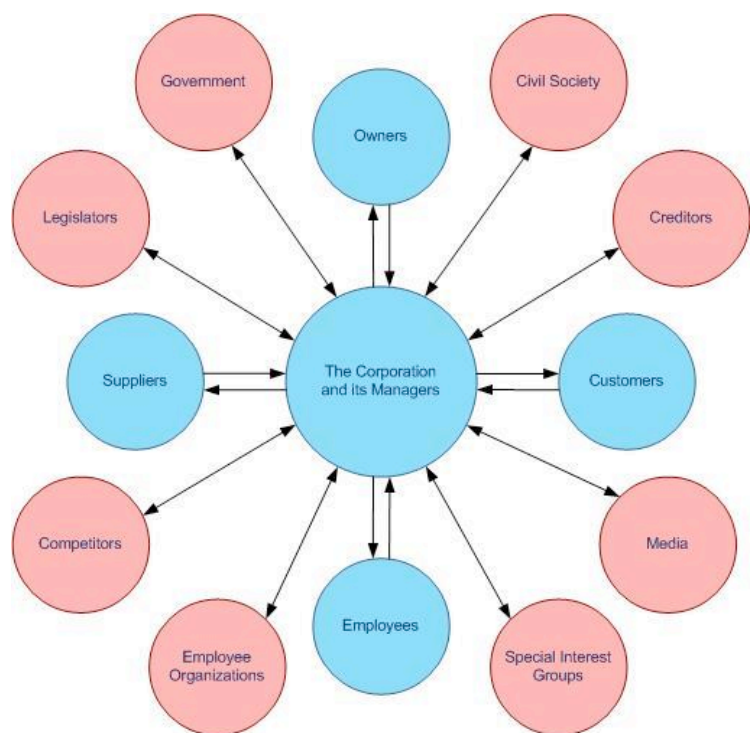 Government
Civil Society
Owners
Legislators
Creditors
Suppliers
The Corporation
and its Managers
Customers
Competitors
Media
Employees
Employee
Organizations
Special Interest
Groups